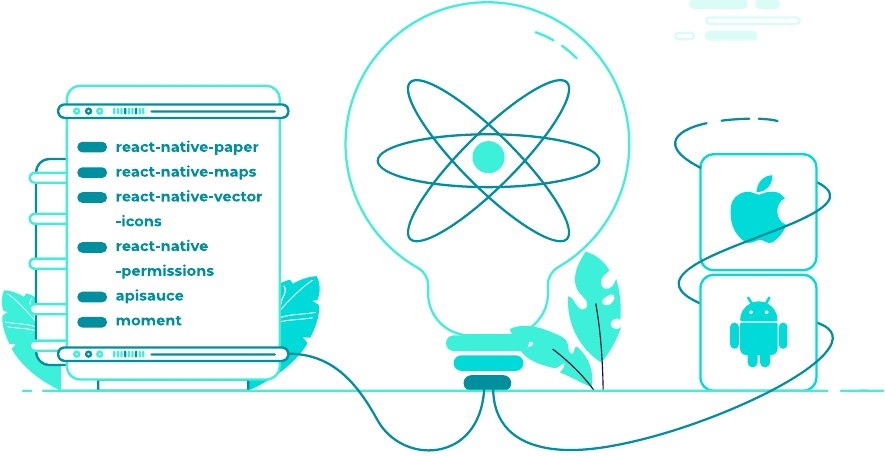 react-native-paper
react-native-maps
react-native-vector
-icons
react-native
-permissions
apisauce
moment